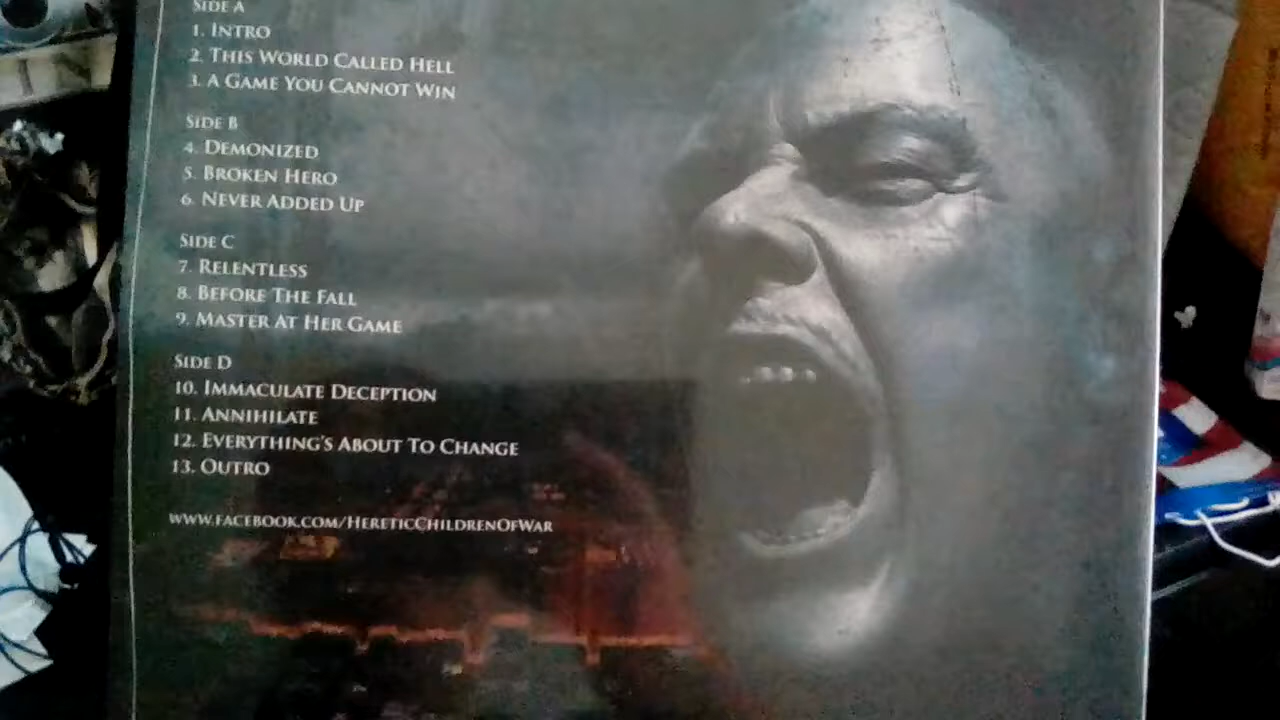 SIDE A
1. INTRO
2. THIS WORLD CALLED HELL
3. A GAME YOU CANNOT WIN
SIDE B
4. DEMONIZED
5. BROKEN HERO
6. NEVER ADDED UP
SIDE C
7. RELENTLESS
8. BEFORE THE FALL
9. MASTER AT HER GAME
SIDE D
10. IMMACULATE DECEPTION
11. ANNIHILATE
12. EVERYTHING'S ABOUT TO CHANGE
13. OUTRO
WWW.FACEBOOK.COM/HERETICCHILDRENOFWAR